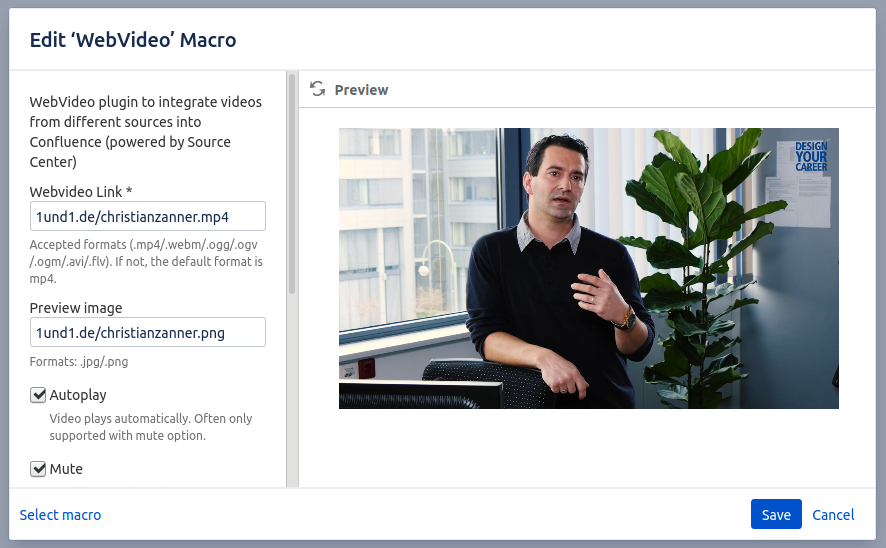 Edit ‘WebVideo’ Macro
WebVideo plugin to integrate videos
from different sources into
Confluence (powered by Source
Center)
Webvideo Link *
1und1.de/christianzanner.mp4
Accepted formats (.mp4/.webm/.ogg/.ogv
/.ogm/.avi/.flv). If not, the default format is
mp4.
Preview image
1und1.de/christianzanner.png
Formats: .jpg/.png
Autoplay
Video plays automatically. Often only
supported with mute option.
Mute
Preview
DESIGN
YOUR
CAREER
Select macro
Save
Cancel